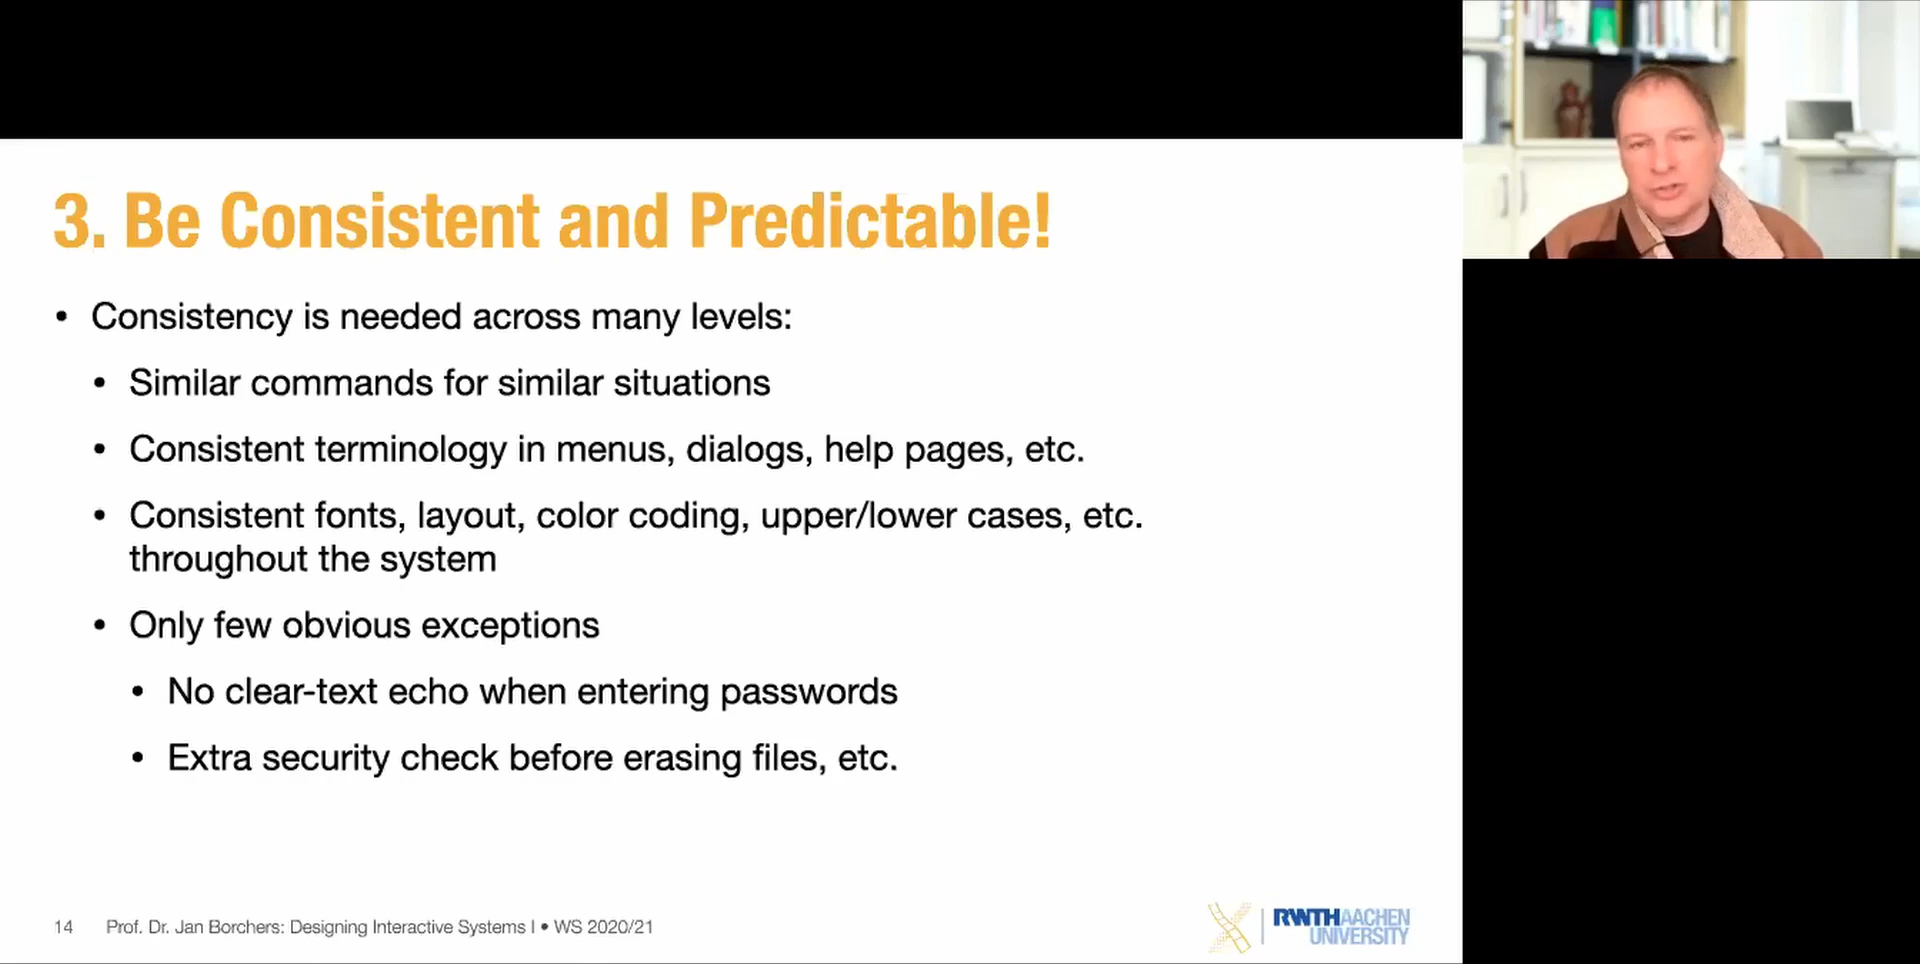 3. Be Consistent and Predictable!
• Consistency is needed across many levels:
• Similar commands for similar situations
• Consistent terminology in menus, dialogs, help pages, etc.
• Consistent fonts, layout, color coding, upper/lower cases, etc.
throughout the system
• Only few obvious exceptions
• No clear-text echo when entering passwords
• Extra security check before erasing files, etc.
14 Prof. Dr. Jan Borchers: Designing Interactive Systems I • WS 2020/21
RWTHAACHEN
UNIVERSITY